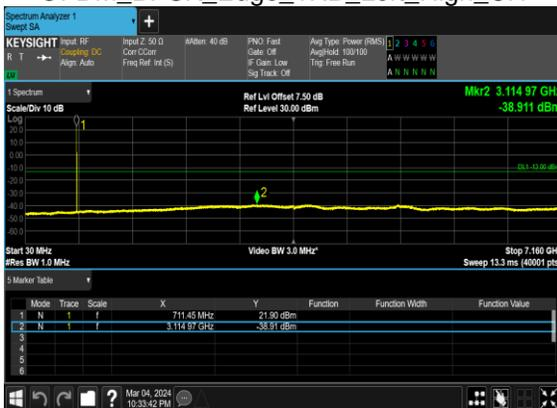 Spectrum Analyzer 1
Swept SA
KEYSIGHT Input: RF Input Z: 50 Ω #Atten: 40 dB PNO: Fast Avg Type: Power (RMS) 1 2 3 4 5 6
R T Coupling: DC Corr CCorr Gate: Off Avg|Hold: 100/100 A W W W W W
Align: Auto Freq Ref: Int (S) IF Gain: Low Trig: Free Run
Sig Track: Off A N N N N N
1 Spectrum Ref Lvl Offset 7.50 dB Mkr2 3.114 97 GHz
Scale/Div 10 dB Ref Level 30.00 dBm -38.911 dBm
Log
20.0
10.0
0.00
-10.0
-20.0
-30.0
-40.0
-50.0
-60.0
1
DL1 -13.00 dBm
2
Start 30 MHz Video BW 3.0 MHz* Stop 7.160 GHz
#Res BW 1.0 MHz Sweep 13.3 ms (40001 pts)
5 Marker Table
Mode Trace Scale X Y Function Function Width Function Value
1 N 1 f 711.45 MHz 21.90 dBm
2 N 1 f 3.114 97 GHz -38.91 dBm
3
4
5
6
Mar 04, 2024
10:33:42 PM